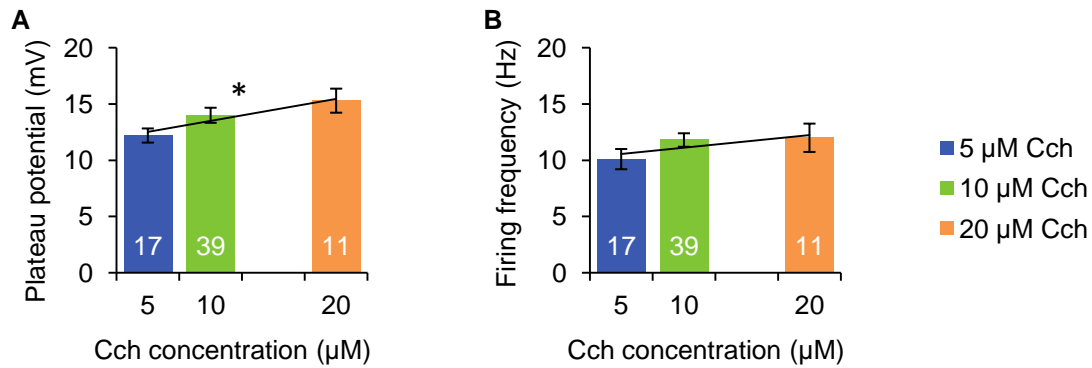 A
Plateau potential (mV)
20
15
10
5
0
*
17
39
11
5
10
20
Cch concentration (μM)
B
Firing frequency (Hz)
20
15
10
5
0
17
39
11
5
10
20
Cch concentration (μM)
5 μM Cch
10 μM Cch
20 μM Cch